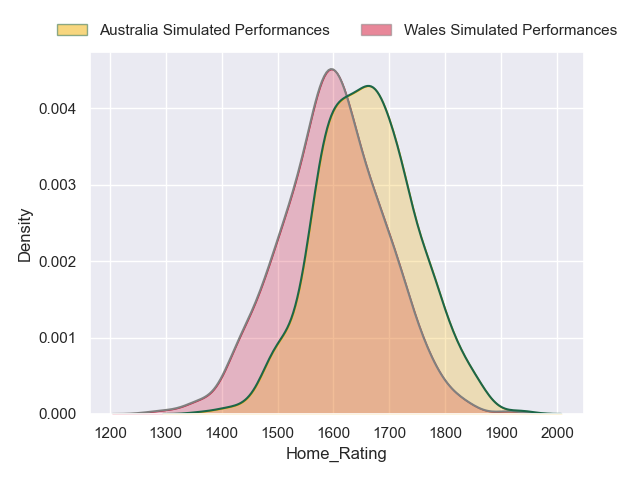 Australia Simulated Performances Wales Simulated Performances
0.004
0.003
0.002
0.001
0.000
Density
1200 1300 1400 1500 1600 1700 1800 1900 2000
Home_Rating